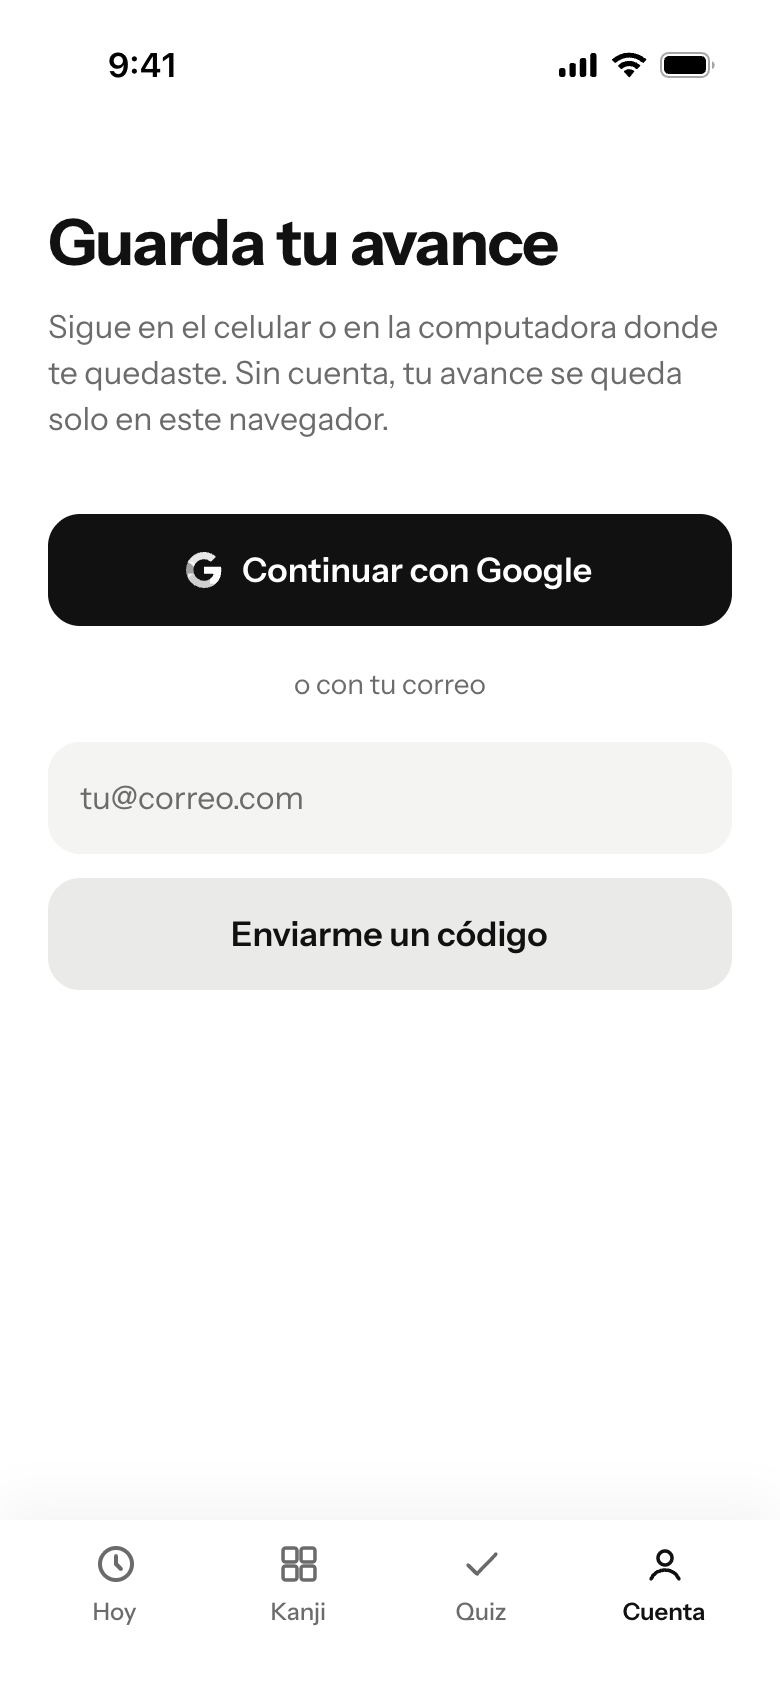 9:41
Guarda tu avance
Sigue en el celular o en la computadora donde
te quedaste. Sin cuenta, tu avance se queda
solo en este navegador.
Continuar con Google
o con tu correo
tu@correo.com
Enviarme un código
Hoy
Kanji
Quiz
Cuenta